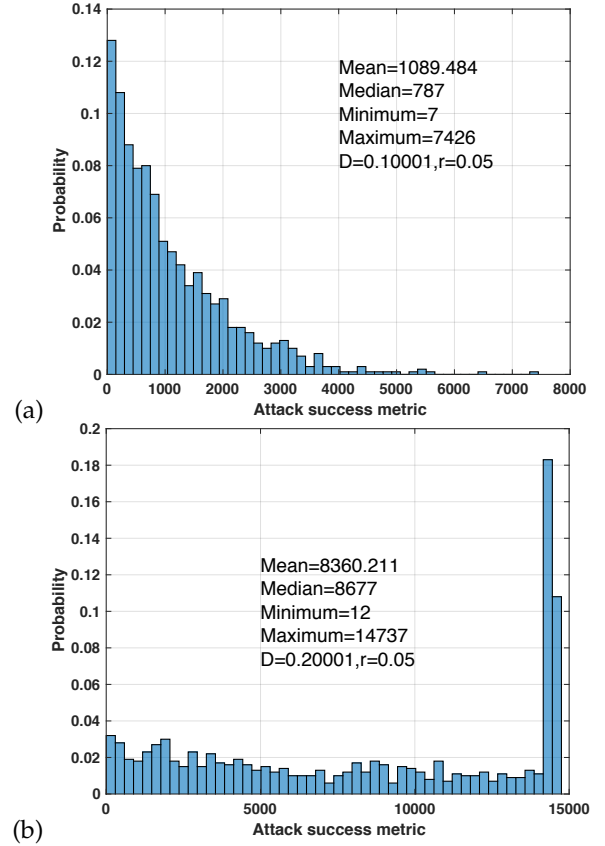 0.14
0.12
0.1
0.08
0.06
0.04
0.02
0
Probability
Mean=1089.484
Median=787
Minimum=7
Maximum=7426
D=0.10001,r=0.05
0 1000 2000 3000 4000 5000 6000 7000 8000
Attack success metric
(a)
0.2
0.18
0.16
0.14
0.12
0.1
0.08
0.06
0.04
0.02
0
Probability
Mean=8360.211
Median=8677
Minimum=12
Maximum=14737
D=0.20001,r=0.05
0 5000 10000 15000
Attack success metric
(b)